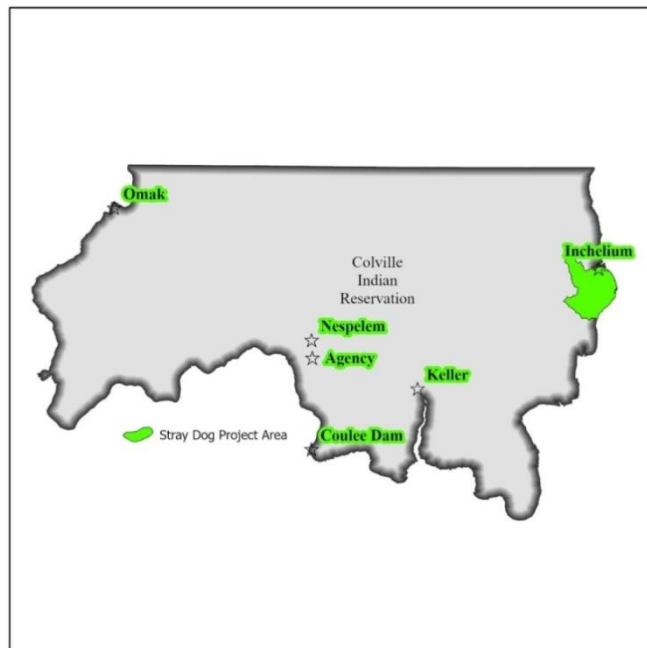 Omak
Inchelium
Colville
Indian
Reservation
Nespelem
Agency
Keller
Stray Dog Project Area
Coulee Dam